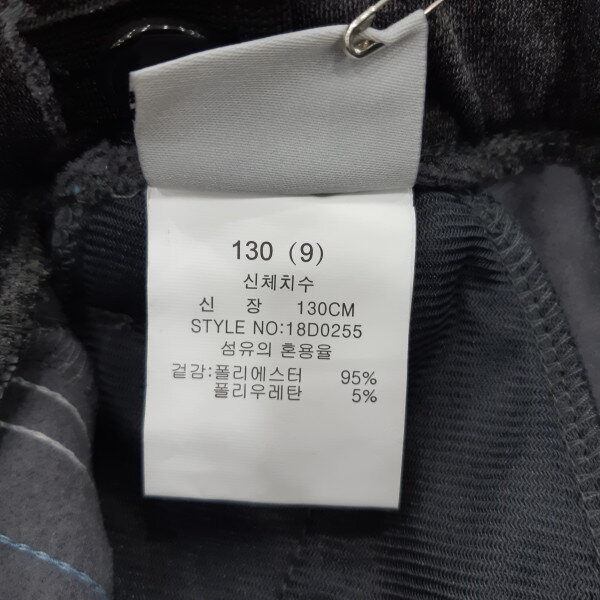 130 (9)
신체치수
신 장 130CM
STYLE NO:18D0255
섬유의 혼용율
겉감:폴리에스터 95%
폴리우레탄 5%